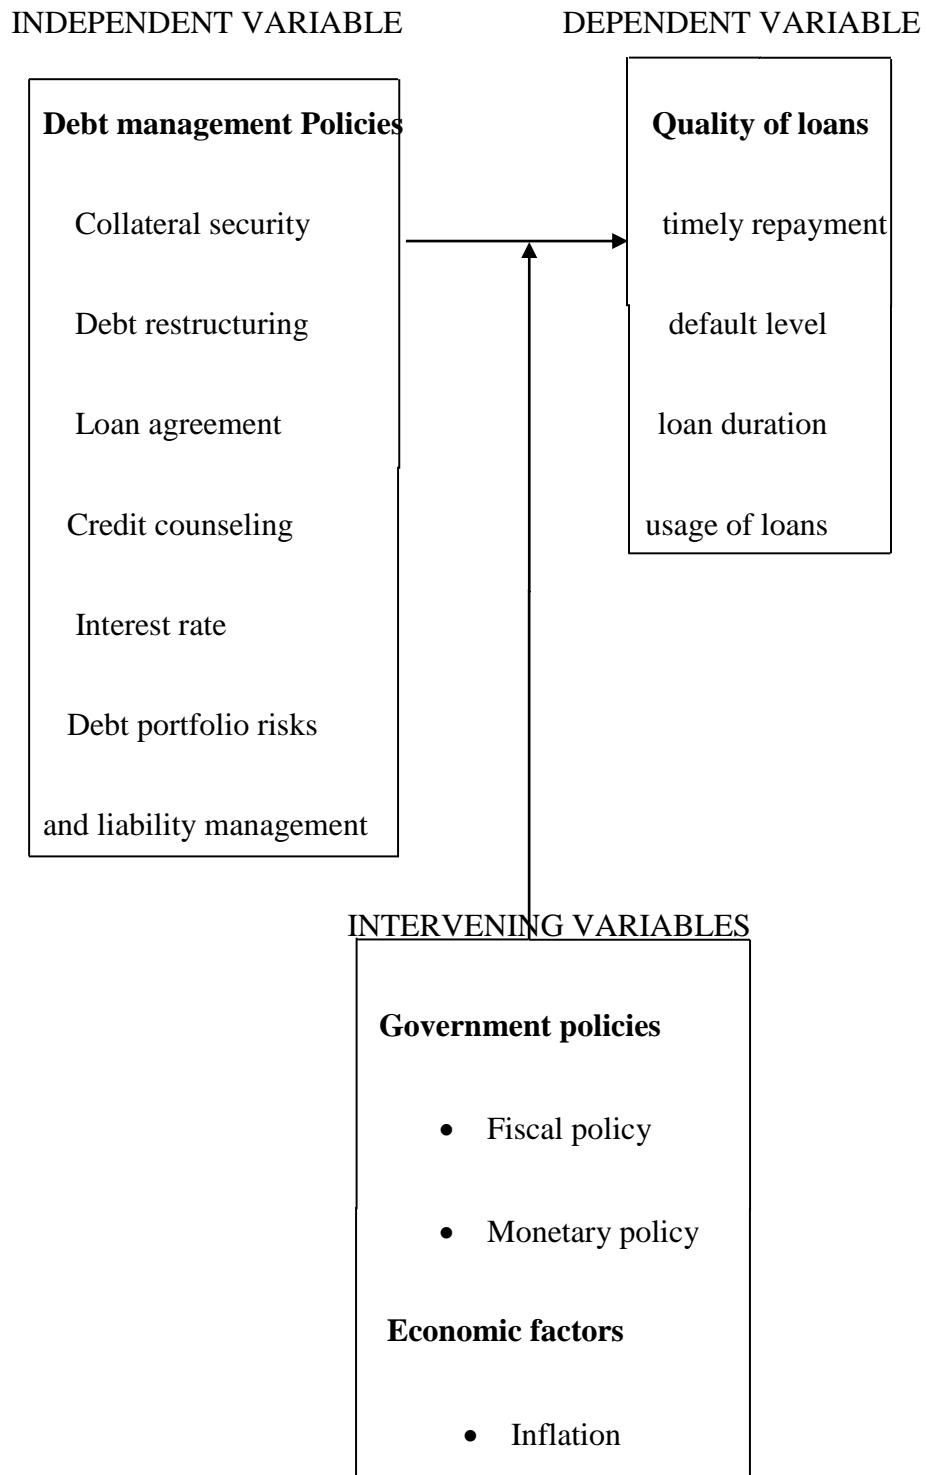 INDEPENDENT VARIABLE
DEPENDENT VARIABLE
Debt management Policies
Collateral security
Debt restructuring
Loan agreement
Credit counseling
Interest rate
Debt portfolio risks
and liability management
Quality of loans
timely repayment
default level
loan duration
usage of loans
INTERVENING VARIABLES
Government policies
• Fiscal policy
• Monetary policy
Economic factors
• Inflation